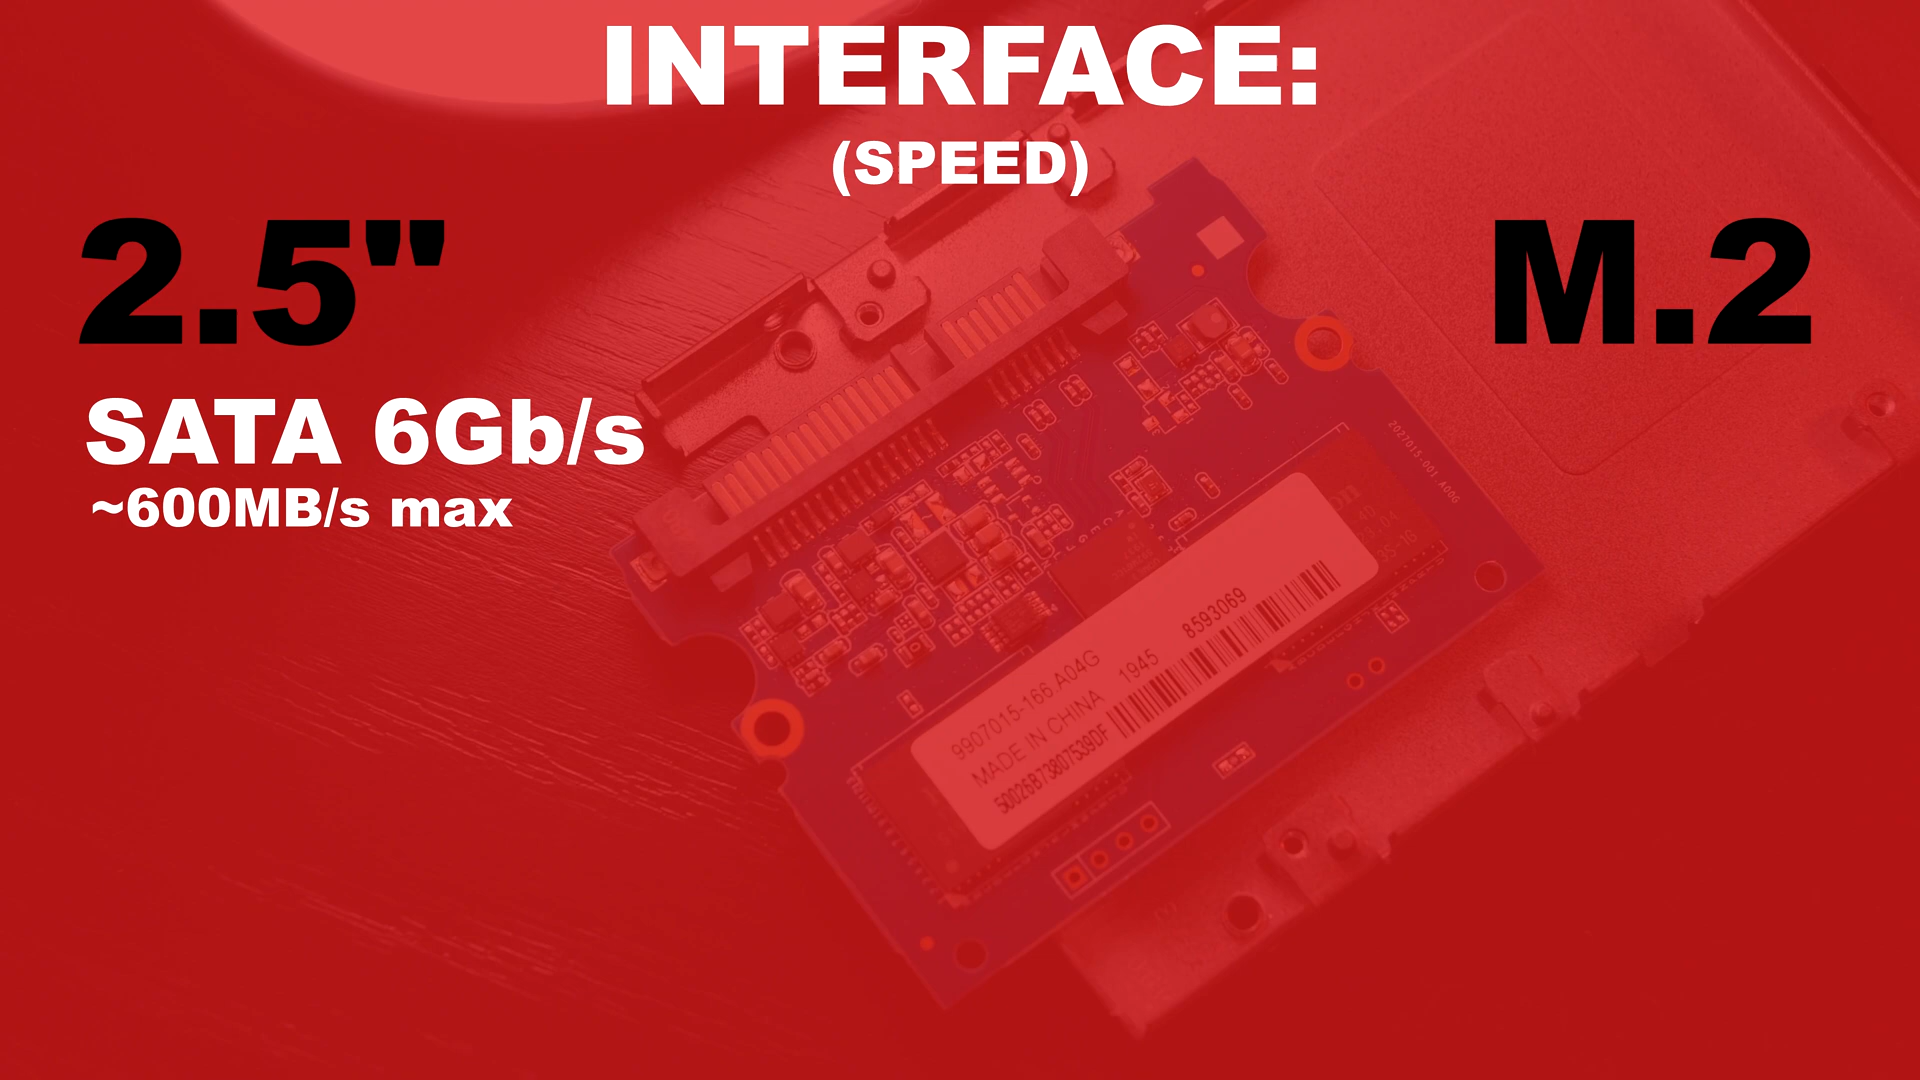 INTERFACE:
(SPEED)
2.5"
M.2
SATA 6Gb/s
~600MB/s max
2027015-001.A00G
8593069
9907015-166.A04G
1945
MADE IN CHINA
50026B73807539DF